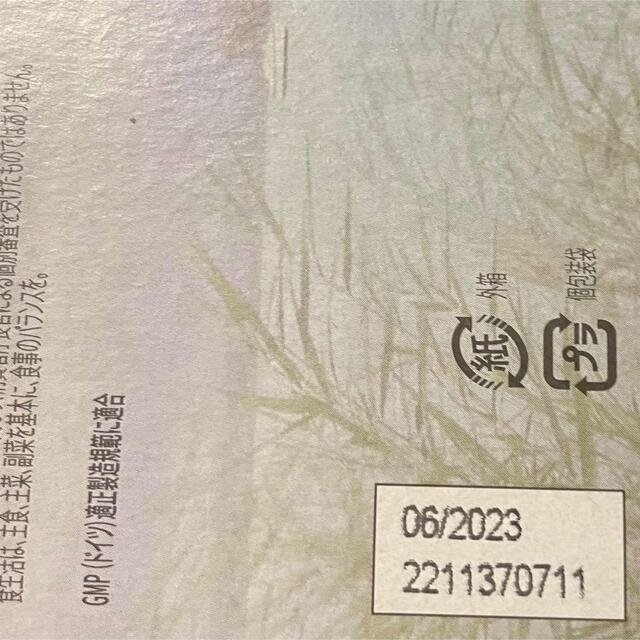 個別審査を受けたものではありません。
食生活は、主食、主菜、副菜を基本に、食事のバランスを。
GMP（ドイツ）適正製造規範に適合
紙
外箱
プラ
個包装袋
06/2023
2211370711